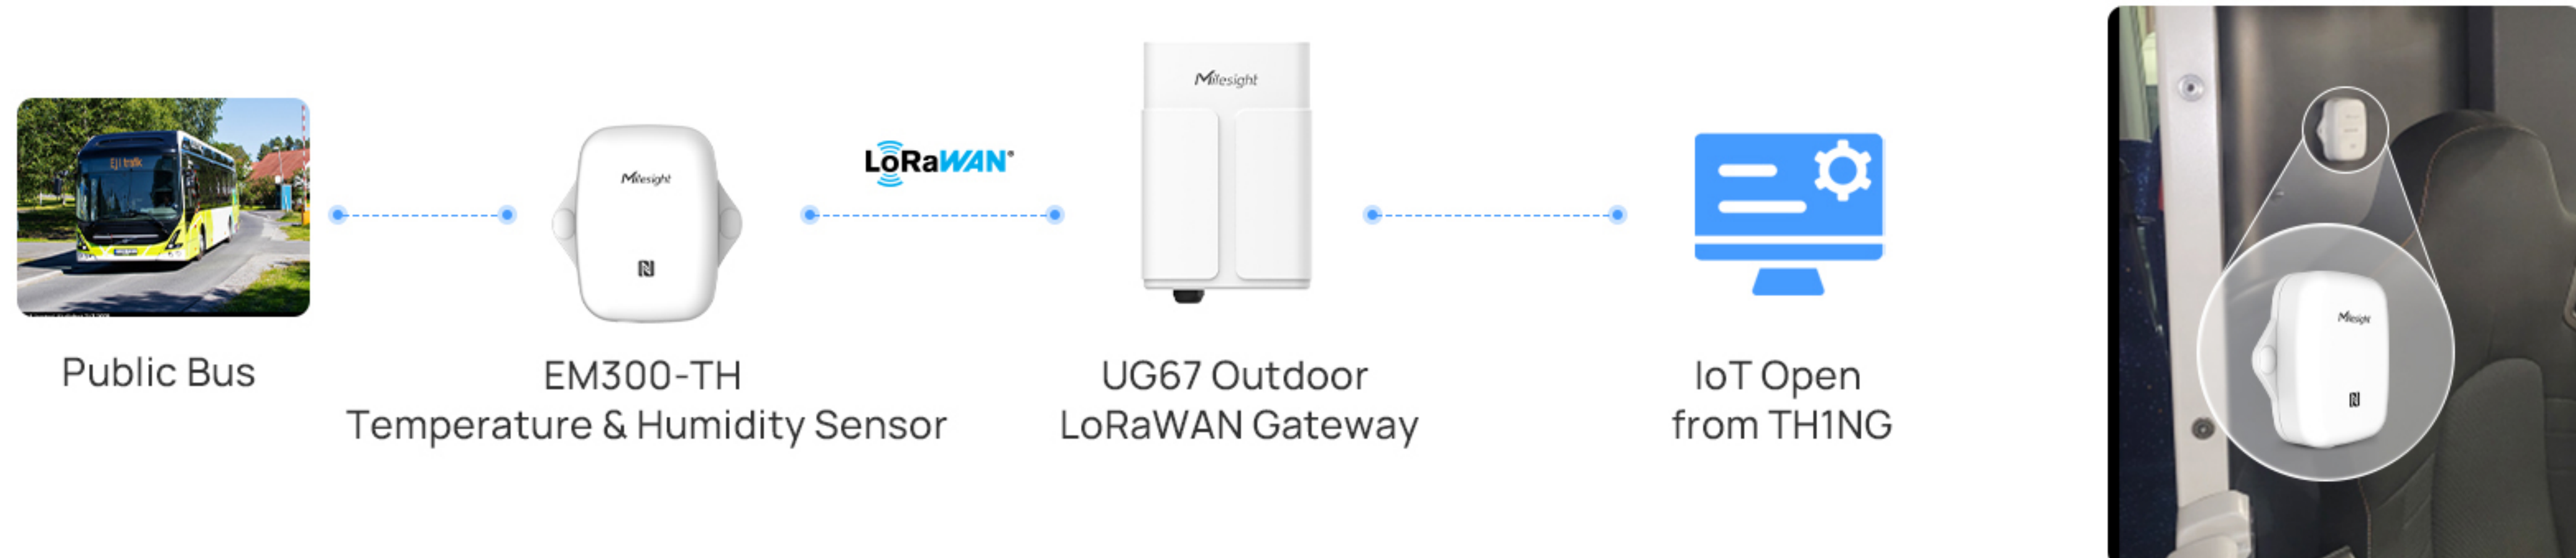 Milesight
Milesight
LoRaWAN®
Public Bus
EM300-TH
Temperature & Humidity Sensor
UG67 Outdoor
LoRaWAN Gateway
IoT Open
from TH1NG
Milesight